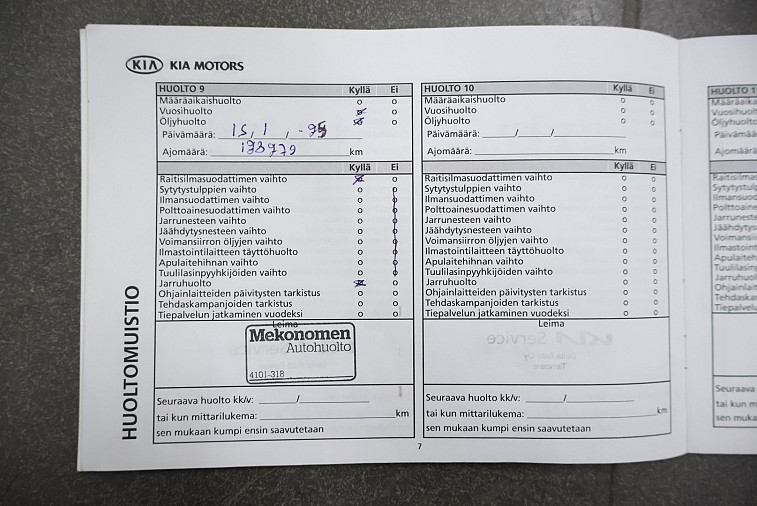 KIA KIA MOTORS
HUOLTOMUISTIO
HUOLTO 9 Kyllä Ei
Määräaikaishuolto
Vuosihuolto
Öljyhuolto
Päivämäärä:
Ajomäärä: km
Kyllä Ei
Raitisilmasuodattimen vaihto
Sytytystulppien vaihto
Ilmansuodattimen vaihto
Polttoainesuodattimen vaihto
Jarrunesteen vaihto
Jäähdytysnesteen vaihto
Voimansiirron öljyjen vaihto
Ilmastointilaitteen täyttöhuolto
Apulaitehihnan vaihto
Tuulilasinpyyhkijöiden vaihto
Jarruhuolto
Ohjainlaitteiden päivitysten tarkistus
Tehdaskampanjoiden tarkistus
Tiepalvelun jatkaminen vuodeksi
Leima
Mekonomen
Autohuolto
4101-318
Seuraava huolto kk/v: /
tai kun mittarilukema: km
sen mukaan kumpi ensin saavutetaan
HUOLTO 10 Kyllä Ei
Määräaikaishuolto
Vuosihuolto
Öljyhuolto
Päivämäärä: / /
Ajomäärä: km
Kyllä Ei
Raitisilmasuodattimen vaihto
Sytytystulppien vaihto
Ilmansuodattimen vaihto
Polttoainesuodattimen vaihto
Jarrunesteen vaihto
Jäähdytysnesteen vaihto
Voimansiirron öljyjen vaihto
Ilmastointilaitteen täyttöhuolto
Apulaitehihnan vaihto
Tuulilasinpyyhkijöiden vaihto
Jarruhuolto
Ohjainlaitteiden päivitysten tarkistus
Tehdaskampanjoiden tarkistus
Tiepalvelun jatkaminen vuodeksi
Leima
Seuraava huolto kk/v: /
tai kun mittarilukema: km
sen mukaan kumpi ensin saavutetaan
7